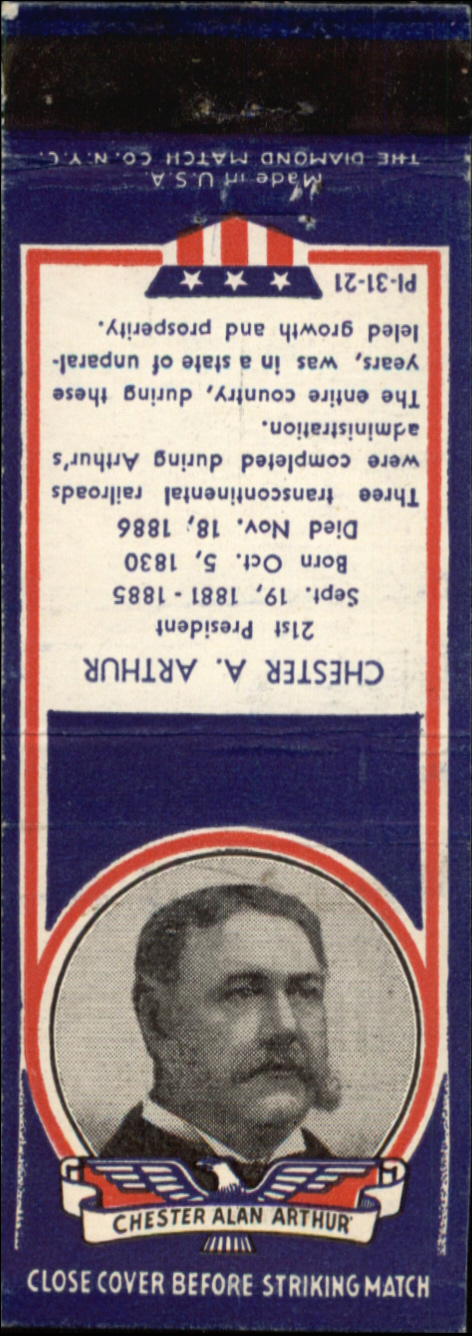 THE DIAMOND MATCH CO. N.Y.C.
Made in U.S.A.
CHESTER A. ARTHUR
21st President
Sept. 19, 1881 - 1885
Born Oct. 5, 1830
Died Nov. 18, 1886
Three transcontinental railroads
were completed during Arthur's
administration.
The entire country, during these
years, was in a state of unparal-
leled growth and prosperity.
PI-31-21
CHESTER ALAN ARTHUR
CLOSE COVER BEFORE STRIKING MATCH